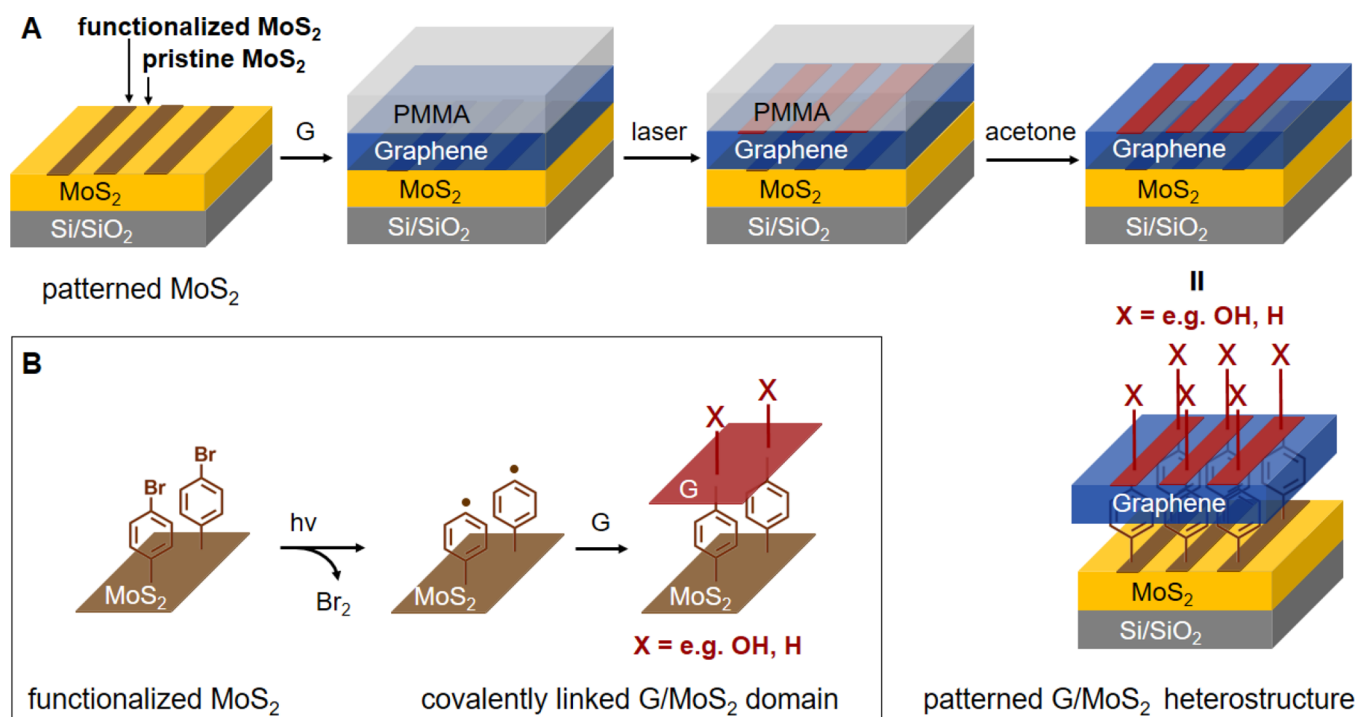 A
functionalized MoS₂
pristine MoS₂
MoS₂
Si/SiO₂
patterned MoS₂
G
PMMA
Graphene
MoS₂
Si/SiO₂
laser
PMMA
Graphene
MoS₂
Si/SiO₂
acetone
Graphene
MoS₂
Si/SiO₂
II
X = e.g. OH, H
X X X X
X X X
Graphene
MoS₂
Si/SiO₂
patterned G/MoS₂ heterostructure
B
Br
Br
MoS₂
functionalized MoS₂
hv
Br₂
MoS₂
G
X
X
G
MoS₂
X = e.g. OH, H
covalently linked G/MoS₂ domain